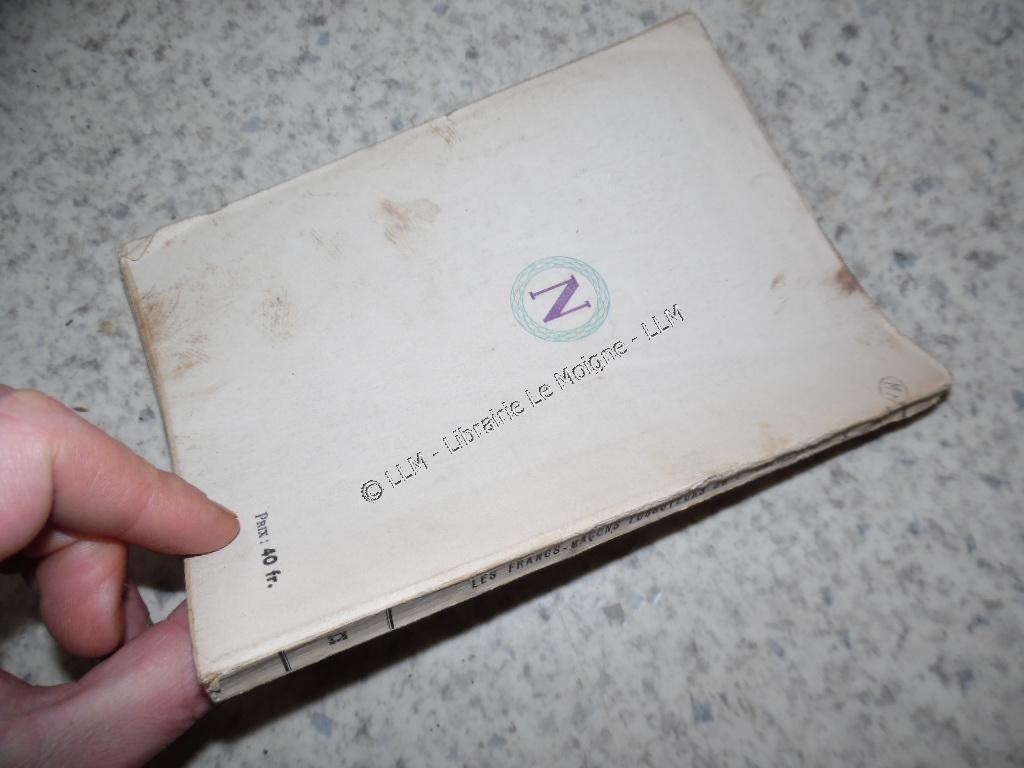 N
© LLM - Librairie Le Moigne - LLM
PRIX : 40 fr.
LES FRANCS-MAÇONS